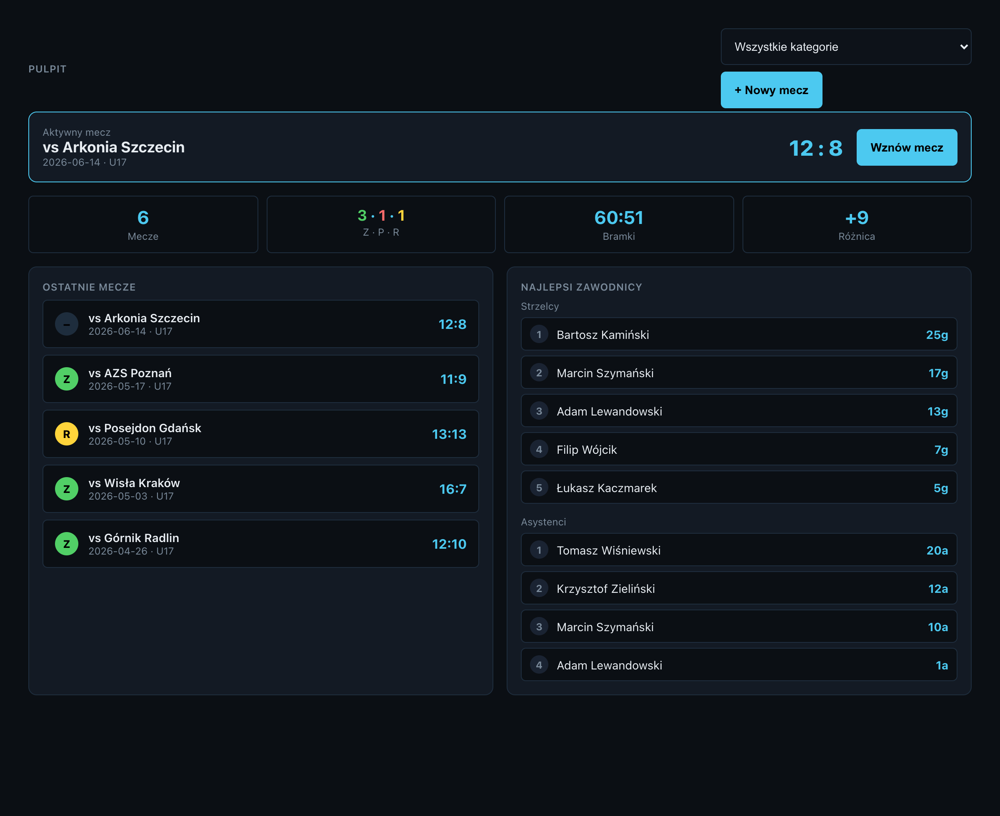 Wszystkie kategorie
PULPIT
+ Nowy mecz
Aktywny mecz
vs Arkonia Szczecin
2026-06-14 · U17
12 : 8
Wznów mecz
6
Mecze
3 · 1 · 1
Z · P · R
60:51
Bramki
+9
Różnica
OSTATNIE MECZE
–
vs Arkonia Szczecin
2026-06-14 · U17
12:8
Z
vs AZS Poznań
2026-05-17 · U17
11:9
R
vs Posejdon Gdańsk
2026-05-10 · U17
13:13
Z
vs Wisła Kraków
2026-05-03 · U17
16:7
Z
vs Górnik Radlin
2026-04-26 · U17
12:10
NAJLEPSI ZAWODNICY
Strzelcy
1 Bartosz Kamiński 25g
2 Marcin Szymański 17g
3 Adam Lewandowski 13g
4 Filip Wójcik 7g
5 Łukasz Kaczmarek 5g
Asystenci
1 Tomasz Wiśniewski 20a
2 Krzysztof Zieliński 12a
3 Marcin Szymański 10a
4 Adam Lewandowski 1a